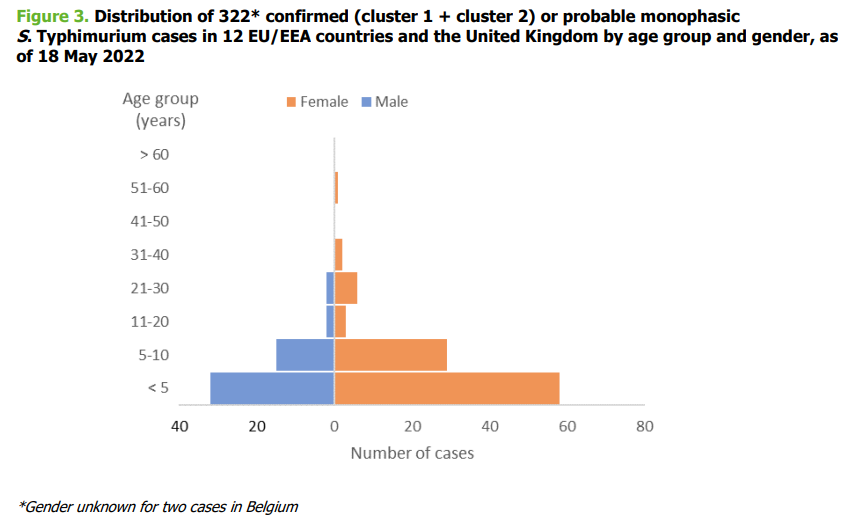 Figure 3. Distribution of 322* confirmed (cluster 1 + cluster 2) or probable monophasic
S. Typhimurium cases in 12 EU/EEA countries and the United Kingdom by age group and gender, as
of 18 May 2022
Age group
(years)
Female Male
> 60
51-60
41-50
31-40
21-30
11-20
5-10
< 5
40 20 0 20 40 60 80
Number of cases
*Gender unknown for two cases in Belgium